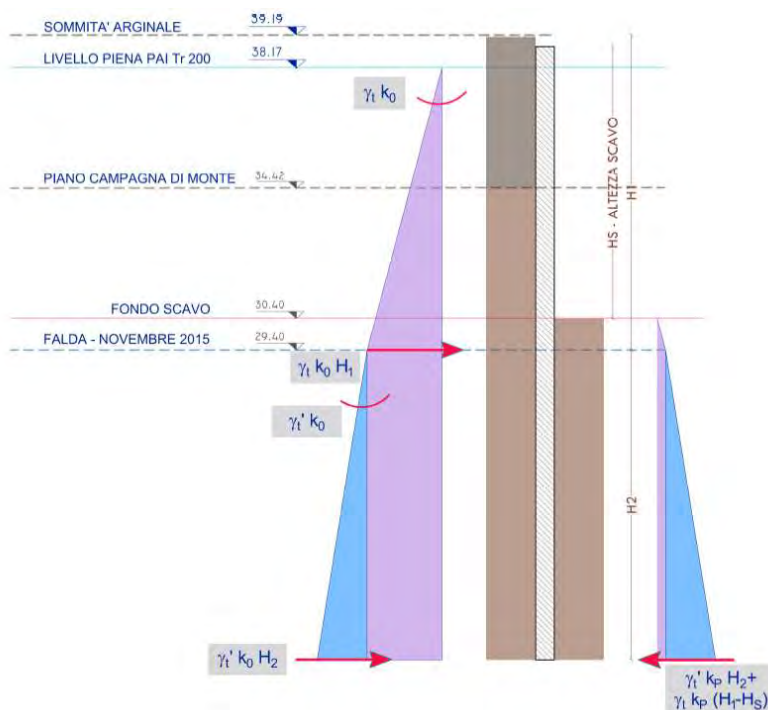 SOMMITA' ARGINALE 39.19
LIVELLO PIENA PAI Tr 200 38.17
γt k0
PIANO CAMPAGNA DI MONTE 34.42
HS - ALTEZZA SCAVO
H1
FONDO SCAVO 30.40
FALDA - NOVEMBRE 2015 29.40
γt k0 H1
γt' k0
H2
γt' k0 H2
γt' kP H2+
γt kP (H1-HS)